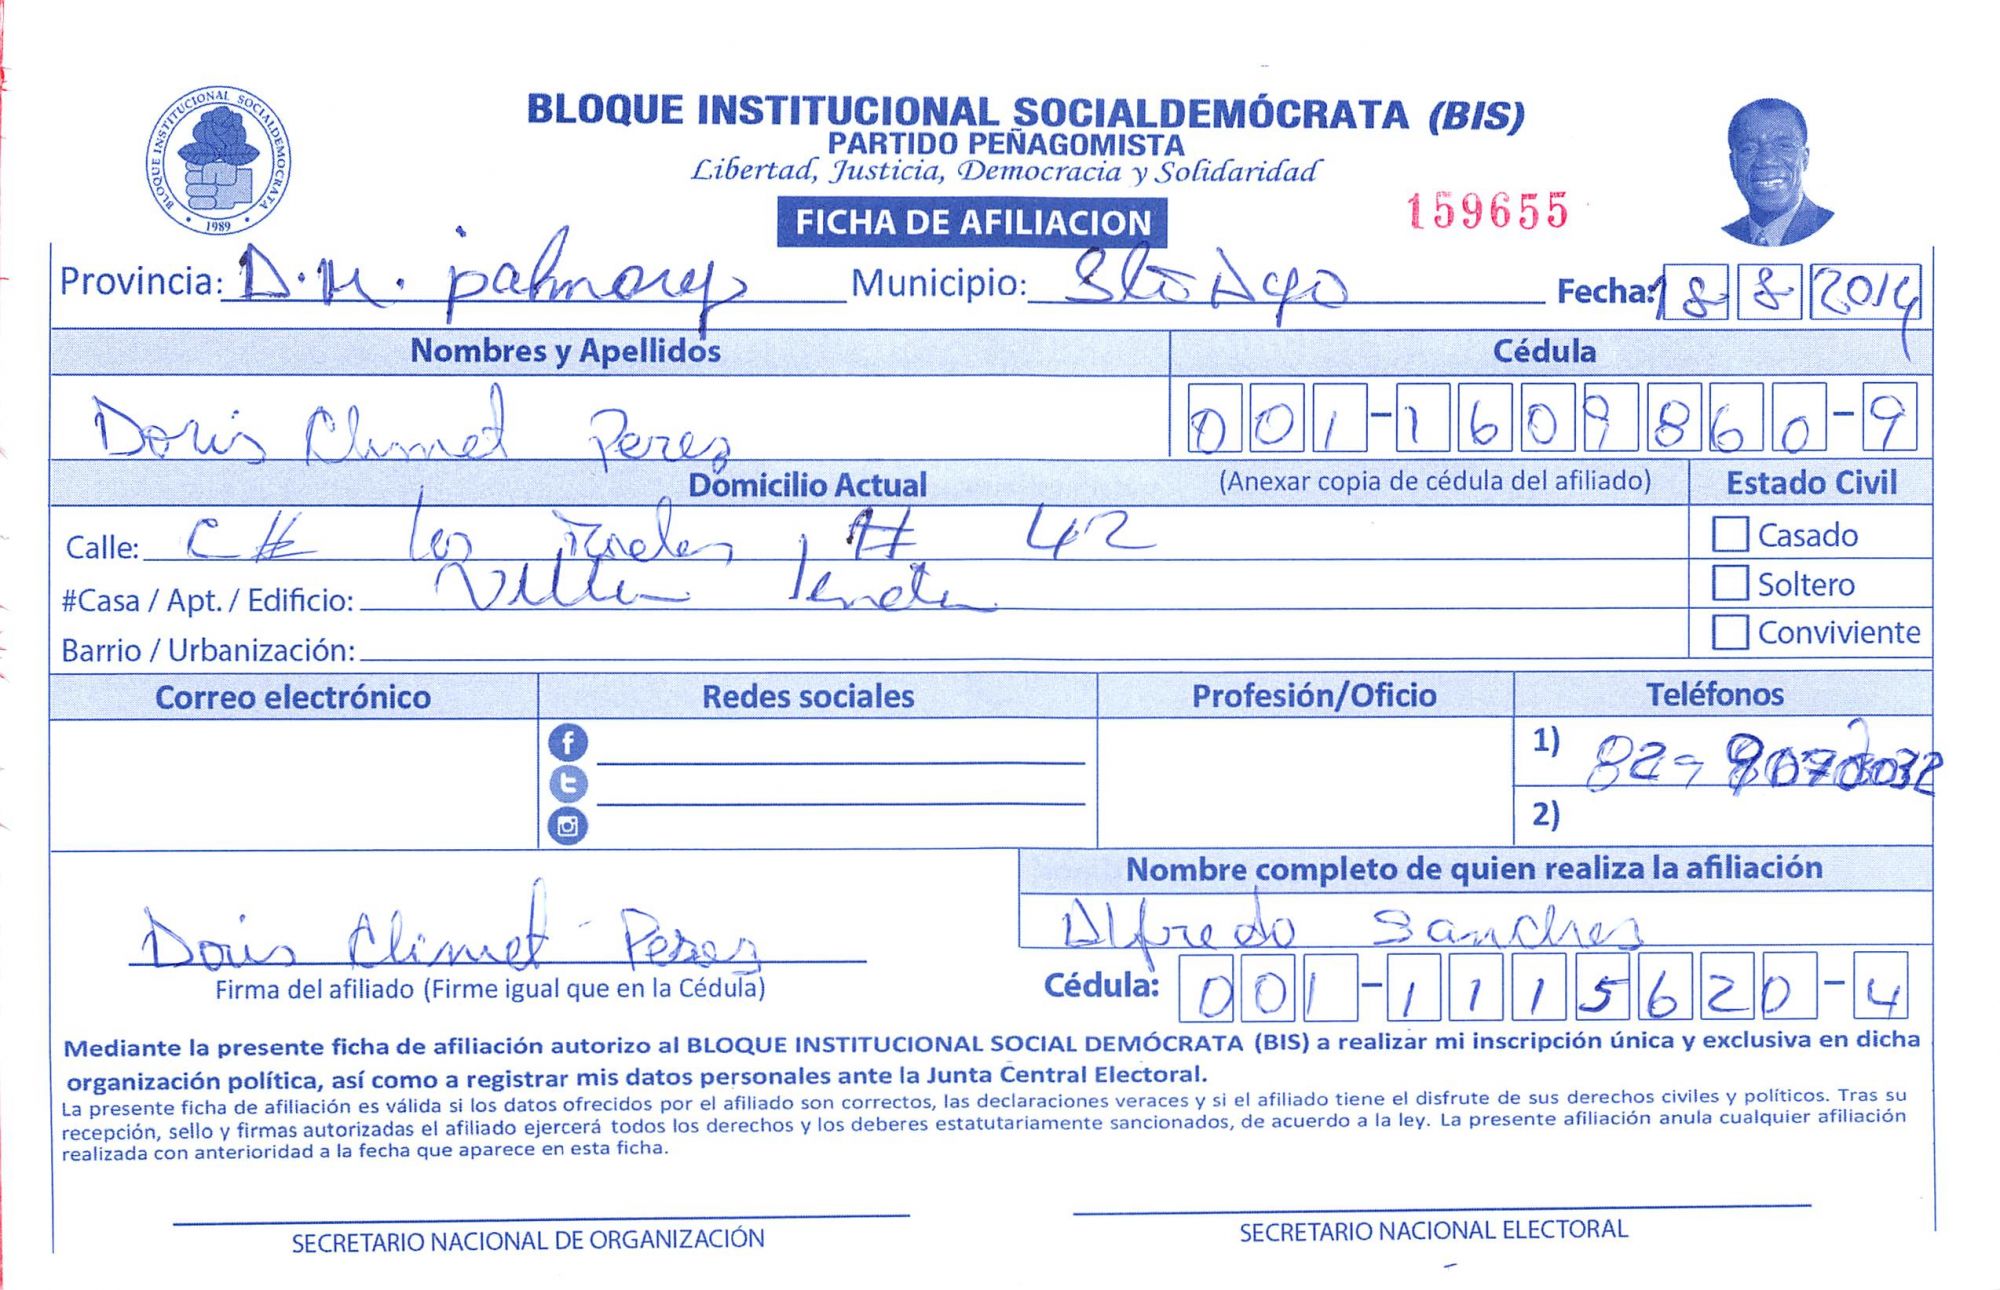 BLOQUE INSTITUCIONAL SOCIALDEMOCRATA
1989
BLOQUE INSTITUCIONAL SOCIALDEMÓCRATA (BIS)
PARTIDO PEÑAGOMISTA
Libertad, Justicia, Democracia y Solidaridad
FICHA DE AFILIACION
159655
Provincia: D.M. Municipio: Sto Dgo Fecha: 18-8-2014
Nombres y Apellidos Cédula
Doris Climet Perez 001-1609860-9
Domicilio Actual (Anexar copia de cédula del afiliado) Estado Civil
Calle: C# los # 42 Casado
#Casa / Apt. / Edificio: Villa Soltero
Barrio / Urbanización: Conviviente
Correo electrónico Redes sociales Profesión/Oficio Teléfonos
1) 82-
2)
Nombre completo de quien realiza la afiliación
Doris Climet Perez Alfredo Sanches
Firma del afiliado (Firme igual que en la Cédula) Cédula: 001-1115620-4
Mediante la presente ficha de afiliación autorizo al BLOQUE INSTITUCIONAL SOCIAL DEMÓCRATA (BIS) a realizar mi inscripción única y exclusiva en dicha
organización política, así como a registrar mis datos personales ante la Junta Central Electoral.
La presente ficha de afiliación es válida si los datos ofrecidos por el afiliado son correctos, las declaraciones veraces y si el afiliado tiene el disfrute de sus derechos civiles y políticos. Tras su
recepción, sello y firmas autorizadas el afiliado ejercerá todos los derechos y los deberes estatutariamente sancionados, de acuerdo a la ley. La presente afiliación anula cualquier afiliación
realizada con anterioridad a la fecha que aparece en esta ficha.
SECRETARIO NACIONAL DE ORGANIZACIÓN SECRETARIO NACIONAL ELECTORAL